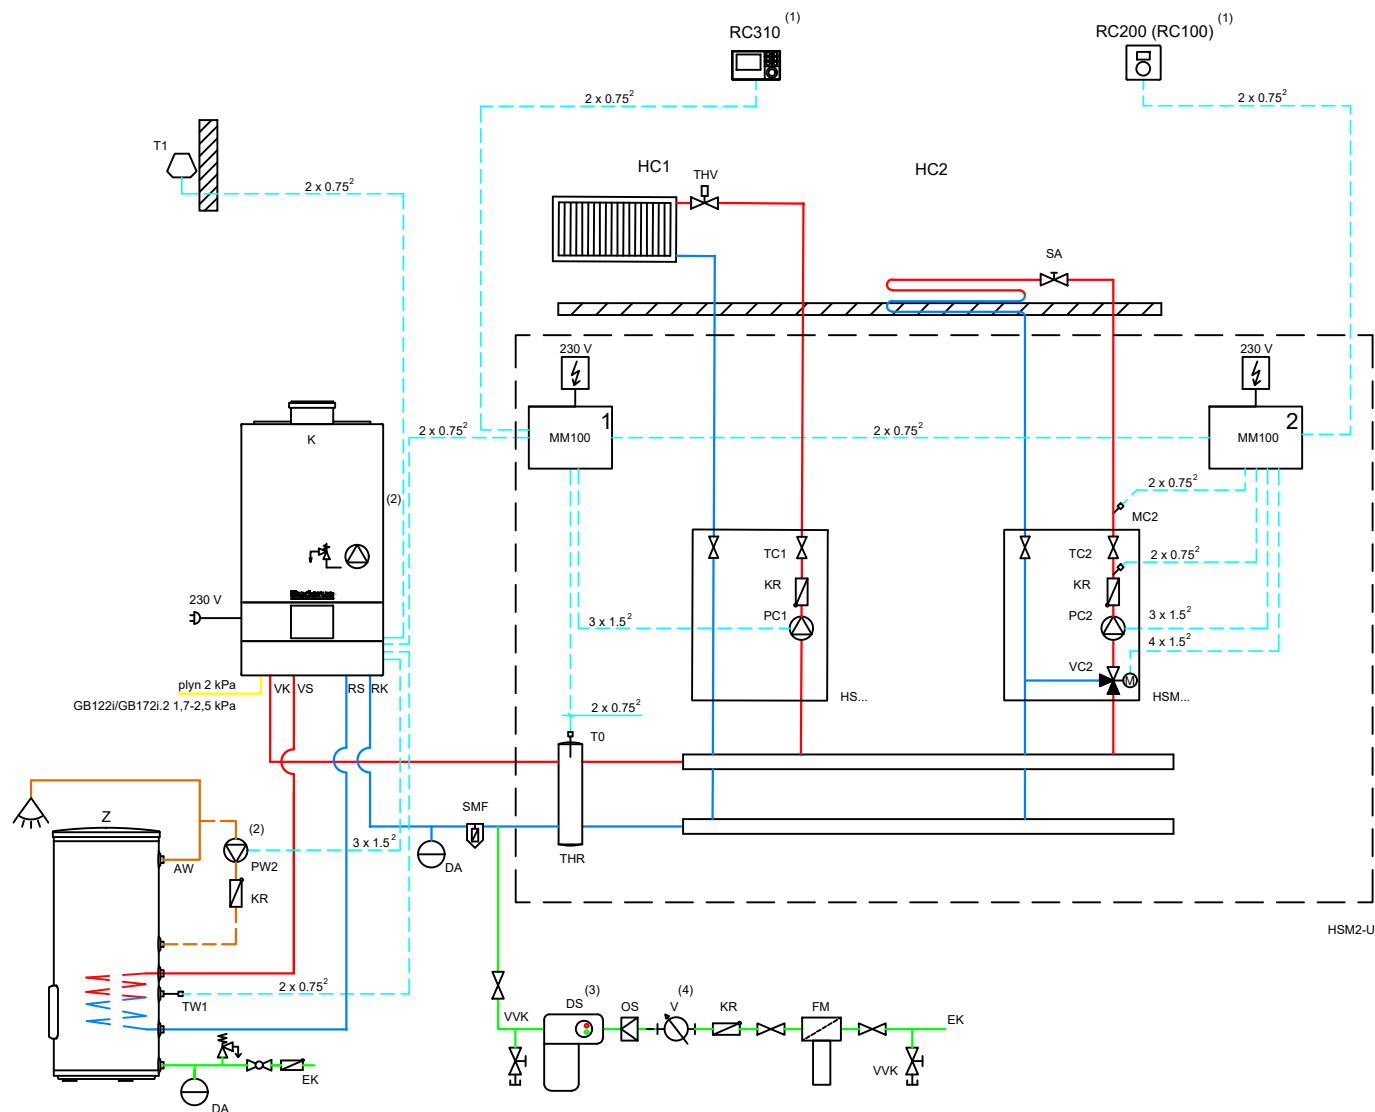 RC310 (1)
RC200 (RC100) (1)
2 x 0.75²
2 x 0.75²
T1
2 x 0.75²
HC1
THV
HC2
SA
230 V
230 V
1
MM100
2
MM100
2 x 0.75²
2 x 0.75²
K
(2)
2 x 0.75²
MC2
TC1
TC2
2 x 0.75²
KR
KR
Buderus
230 V
PC1
PC2
3 x 1.5²
3 x 1.5²
4 x 1.5²
VC2
plyn 2 kPa
VK
VS
RS
RK
GB122i/GB172i.2 1,7-2,5 kPa
HS...
HSM...
2 x 0.75²
T0
SMF
Z
(2)
3 x 1.5²
AW
PW2
DA
THR
KR
HSM2-U
TW1
2 x 0.75²
DS (3)
OS
V (4)
KR
FM
VVK
EK
VVK
EK
DA